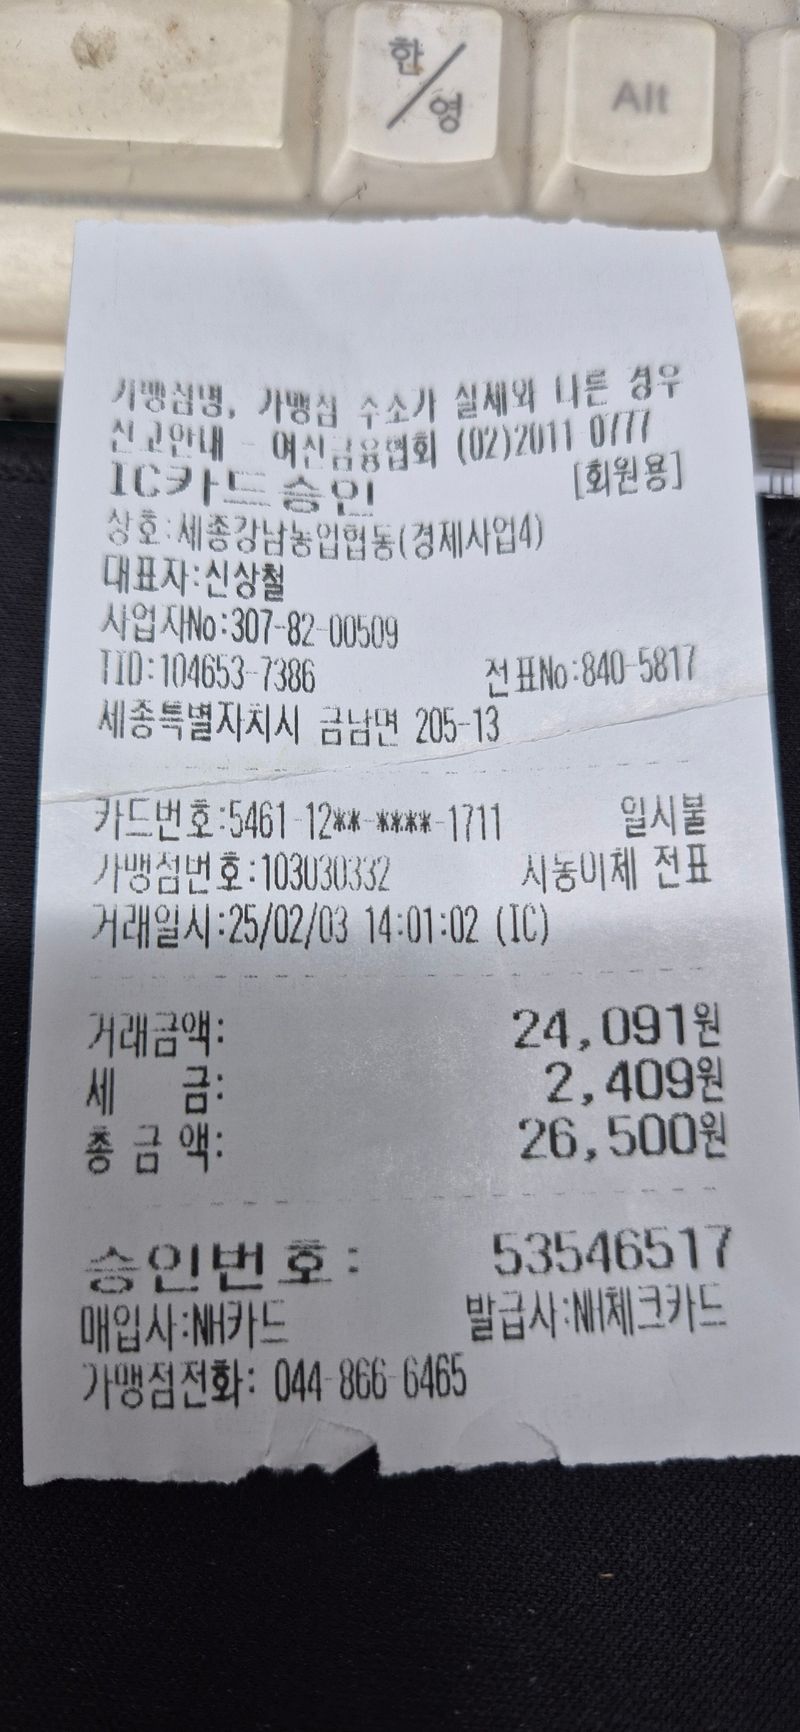 한/영
Alt
가맹점명, 가맹점 주소가 실제와 다른 경우
신고안내 - 여신금융협회 (02)2011-0777
IC카드승인 [회원용]
상호:세종강남농업협동(경제사업4)
대표자:신상철
사업자No:307-82-00509
TID:104653-7386 전표No:840-5817
세종특별자치시 금남면 205-13
카드번호:5461-12**-****-1711 일시불
가맹점번호:103030332 자동이체 전표
거래일시:25/02/03 14:01:02 (IC)
거래금액: 24,091원
세 금: 2,409원
총 금 액: 26,500원
승인번호: 53546517
매입사:NH카드 발급사:NH체크카드
가맹점전화: 044-866-6465